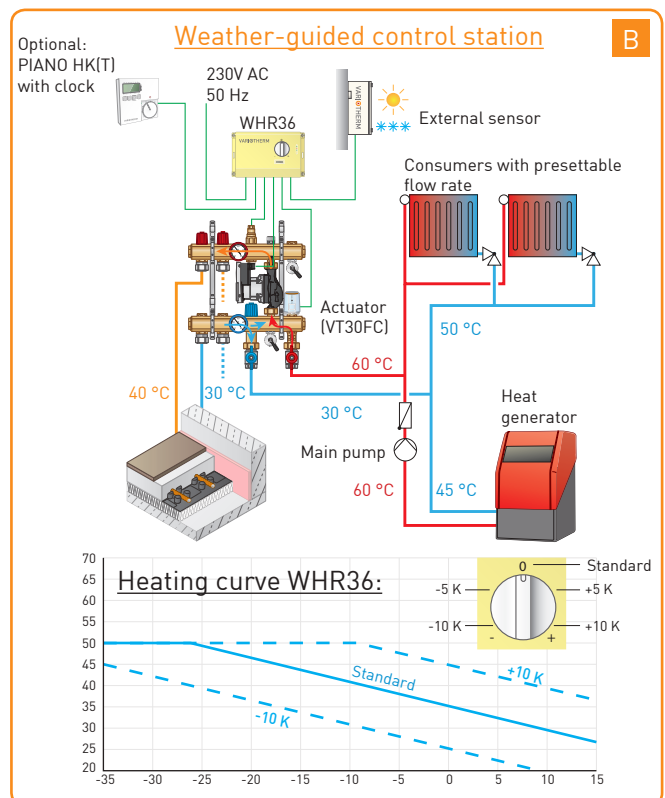 Weather-guided control station
B
Optional:
PIANO HK(T)
with clock
230V AC
50 Hz
WHR36
VARIOTHERM
VARIOTHERM
External sensor
Consumers with presettable
flow rate
Actuator
(VT30FC)
50 °C
60 °C
40 °C
30 °C
30 °C
Heat
generator
Main pump
60 °C
45 °C
Heating curve WHR36:
0
Standard
-5 K
+5 K
-10 K
+10 K
-
+
70
65
60
55
50
45
40
35
30
25
20
Standard
+10 K
-10 K
-35 -30 -25 -20 -15 -10 -5 0 5 10 15